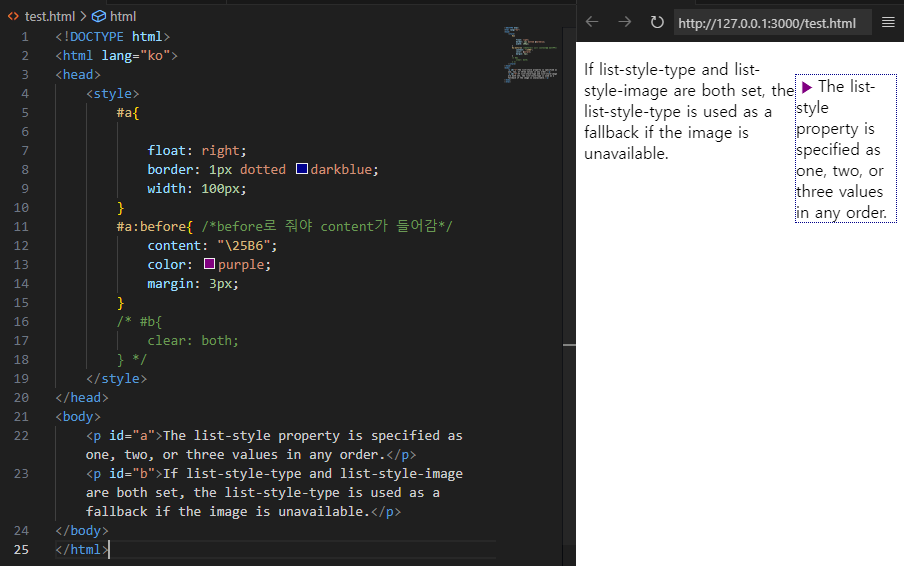 test.html > html
1 <!DOCTYPE html>
2 <html lang="ko">
3 <head>
4 <style>
5 #a{
6
7 float: right;
8 border: 1px dotted darkblue;
9 width: 100px;
10 }
11 #a:before{ /*before로 줘야 content가 들어감*/
12 content: "\25B6";
13 color: purple;
14 margin: 3px;
15 }
16 /* #b{
17 clear: both;
18 } */
19 </style>
20 </head>
21 <body>
22 <p id="a">The list-style property is specified as
one, two, or three values in any order.</p>
23 <p id="b">If list-style-type and list-style-image
are both set, the list-style-type is used as a
fallback if the image is unavailable.</p>
24 </body>
25 </html>
http://127.0.0.1:3000/test.html
If list-style-type and list-
style-image are both set, the
list-style-type is used as a
fallback if the image is
unavailable.
▶ The list-
style
property is
specified as
one, two, or
three values
in any order.